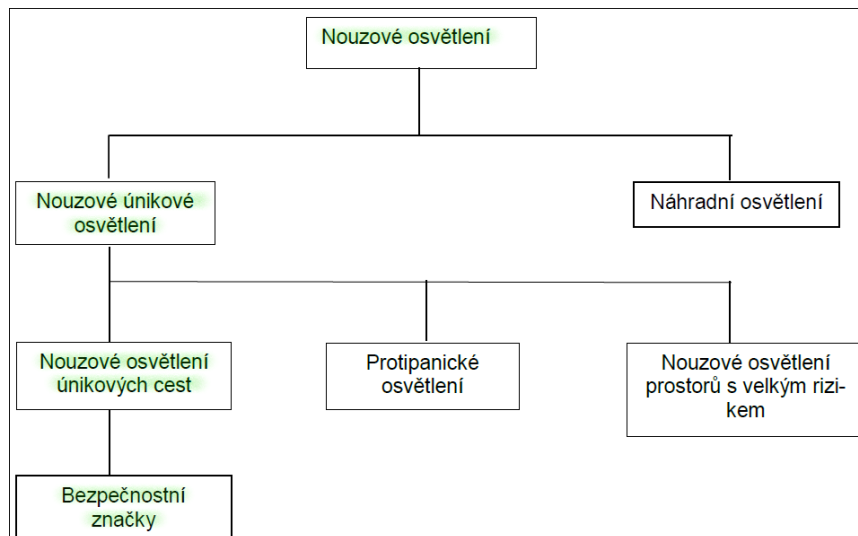 Nouzové osvětlení
Nouzové únikové
osvětlení
Náhradní osvětlení
Nouzové osvětlení
únikových cest
Protipanické
osvětlení
Nouzové osvětlení
prostorů s velkým rizi-
kem
Bezpečnostní
značky